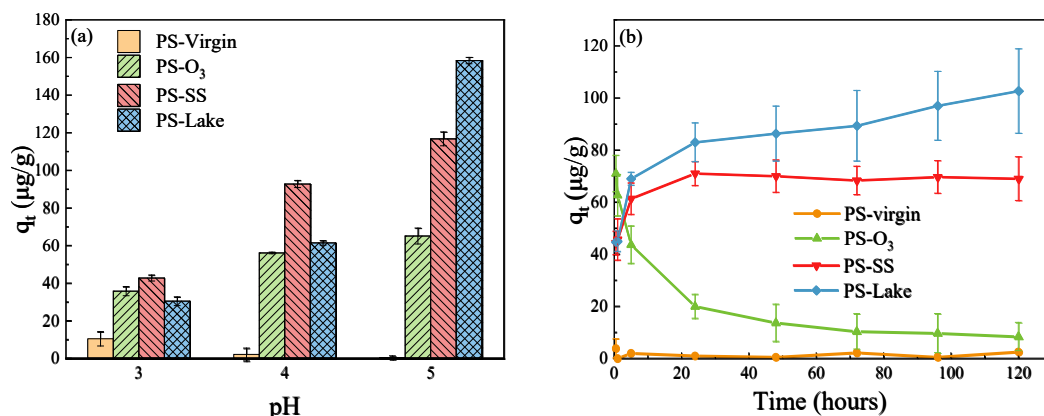 (a)
PS-Virgin
PS-O₃
PS-SS
PS-Lake
qt (μg/g)
180
160
140
120
100
80
60
40
20
0
3 4 5
pH
(b)
qt (μg/g)
120
100
80
60
40
20
0
PS-virgin
PS-O₃
PS-SS
PS-Lake
0 20 40 60 80 100 120
Time (hours)